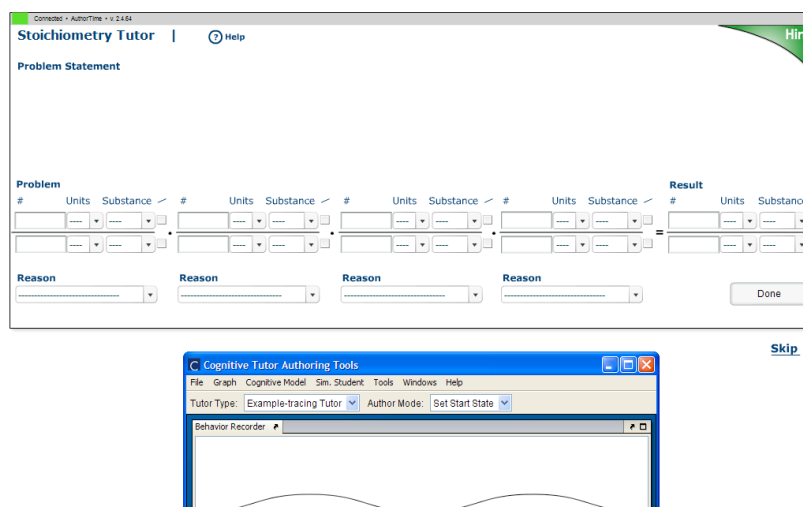 Connected • AuthorTime • v. 2.4.64
Stoichiometry Tutor | ? Help
Problem Statement
Problem Result
# Units Substance # Units Substance # Units Substance # Units Substance # Units Substance
---- ---- ---- ---- ---- ---- ---- ---- ---- ----
---- ---- ---- ---- ---- ---- ---- ---- = ---- ----
Reason Reason Reason Reason
Done
Skip
Cognitive Tutor Authoring Tools
File Graph Cognitive Model Sim. Student Tools Windows Help
Tutor Type: Example-tracing Tutor Author Mode: Set Start State
Behavior Recorder